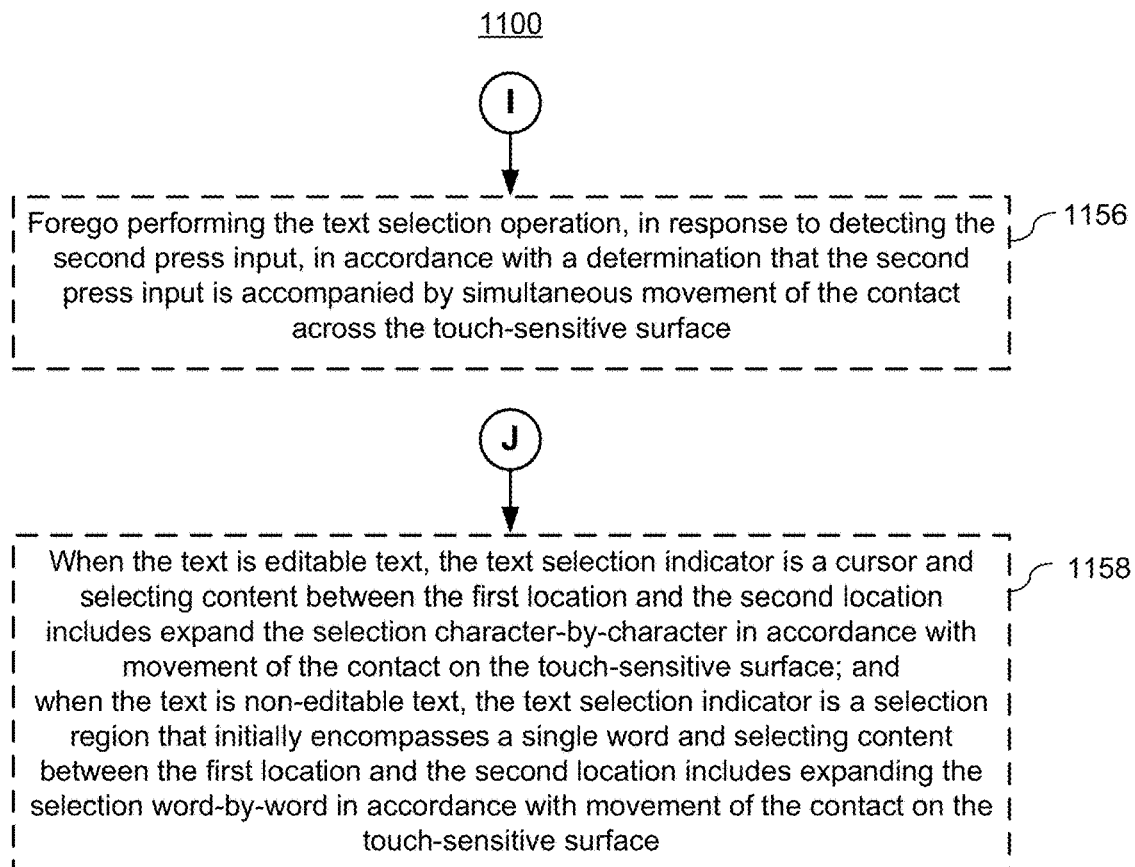 1100
I
Forego performing the text selection operation, in response to detecting the
second press input, in accordance with a determination that the second
press input is accompanied by simultaneous movement of the contact
across the touch-sensitive surface
1156
J
When the text is editable text, the text selection indicator is a cursor and
selecting content between the first location and the second location
includes expand the selection character-by-character in accordance with
movement of the contact on the touch-sensitive surface; and
when the text is non-editable text, the text selection indicator is a selection
region that initially encompasses a single word and selecting content
between the first location and the second location includes expanding the
selection word-by-word in accordance with movement of the contact on the
touch-sensitive surface
1158